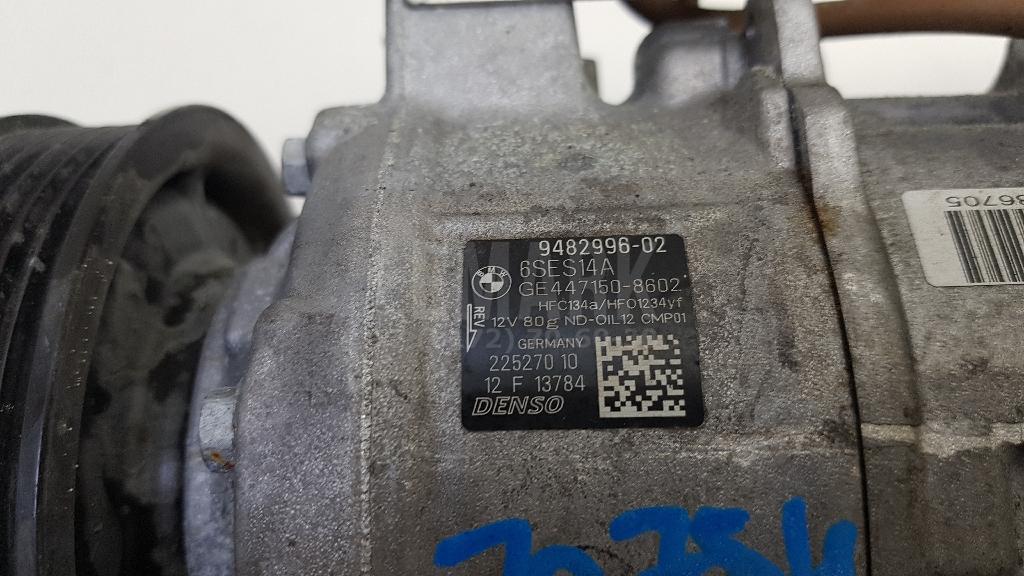 9482996-02
BMW 6SES14A
GE447150-8602
HFC134a/HFO1234yf
REV 12V 80g ND-OIL12 CMP01
GERMANY
225270 10
12 F 13784
DENSO
36705